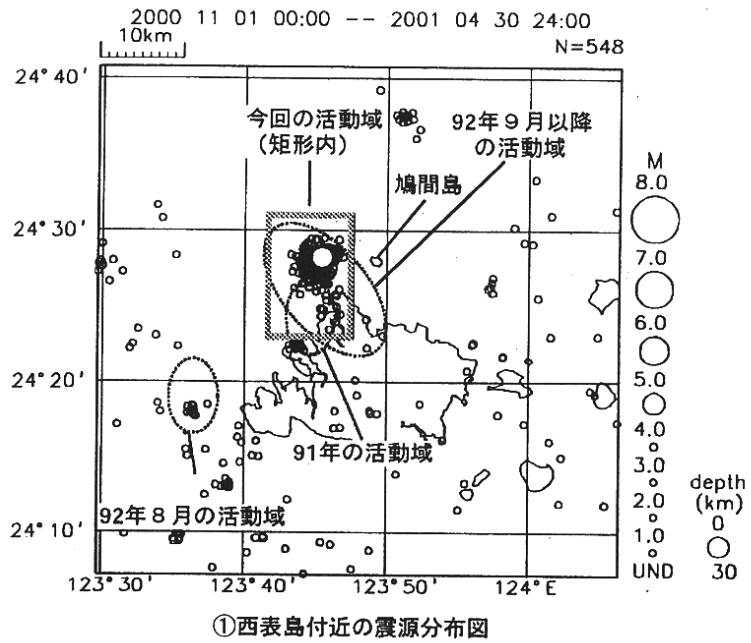 2000 11 01 00:00 -- 2001 04 30 24:00
10km
N=548
24°40'
今回の活動域
（矩形内）
92年９月以降
の活動域
鳩間島
24°30'
24°20'
91年の活動域
92年８月の活動域
24°10'
123°30'
123°40'
123°50'
124°E
M
8.0
7.0
6.0
5.0
4.0
3.0
2.0
1.0
UND
depth
(km)
0
30
①西表島付近の震源分布図